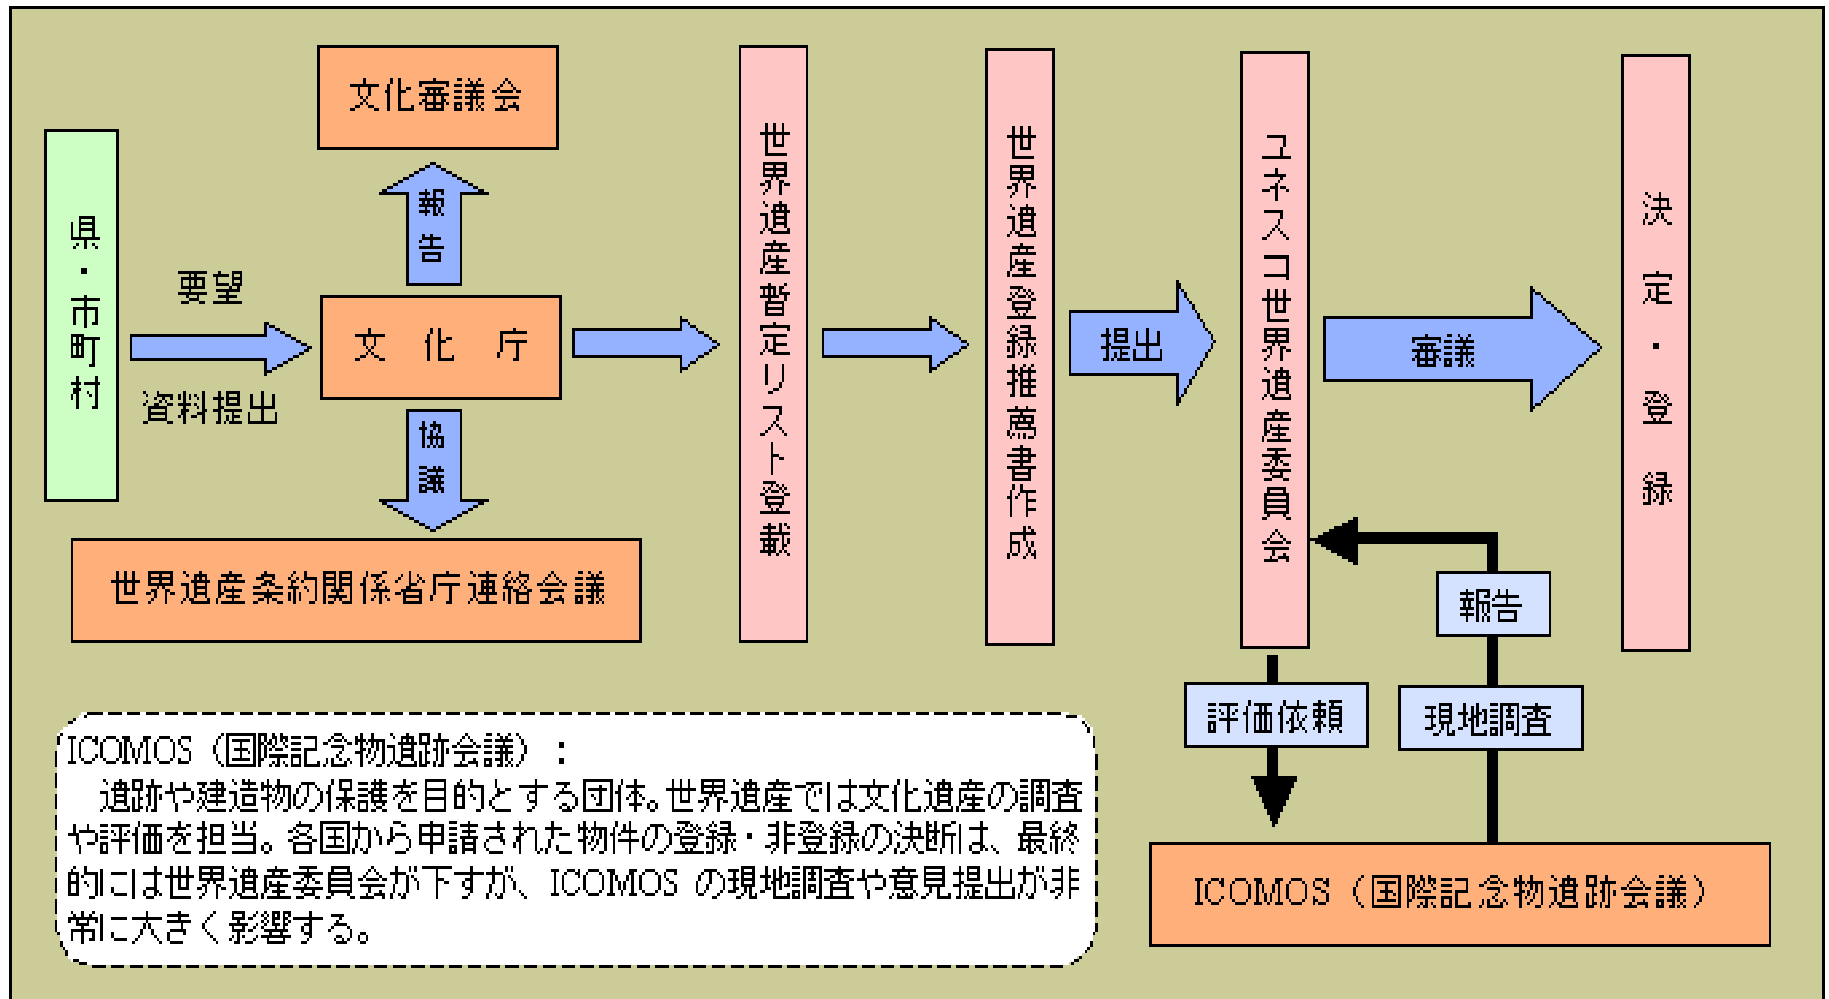 文化審議会
報告
県・市町村
要望
資料提出
文化庁
協議
世界遺産条約関係省庁連絡会議
世界遺産暫定リスト登載
世界遺産登録推薦書作成
提出
ユネスコ世界遺産委員会
審議
決定・登録
報告
評価依頼
現地調査
ICOMOS（国際記念物遺跡会議）
ICOMOS（国際記念物遺跡会議）：
遺跡や建造物の保護を目的とする団体。世界遺産では文化遺産の調査
や評価を担当。各国から申請された物件の登録・非登録の決断は、最終
的には世界遺産委員会が下すが、ICOMOS の現地調査や意見提出が非
常に大きく影響する。